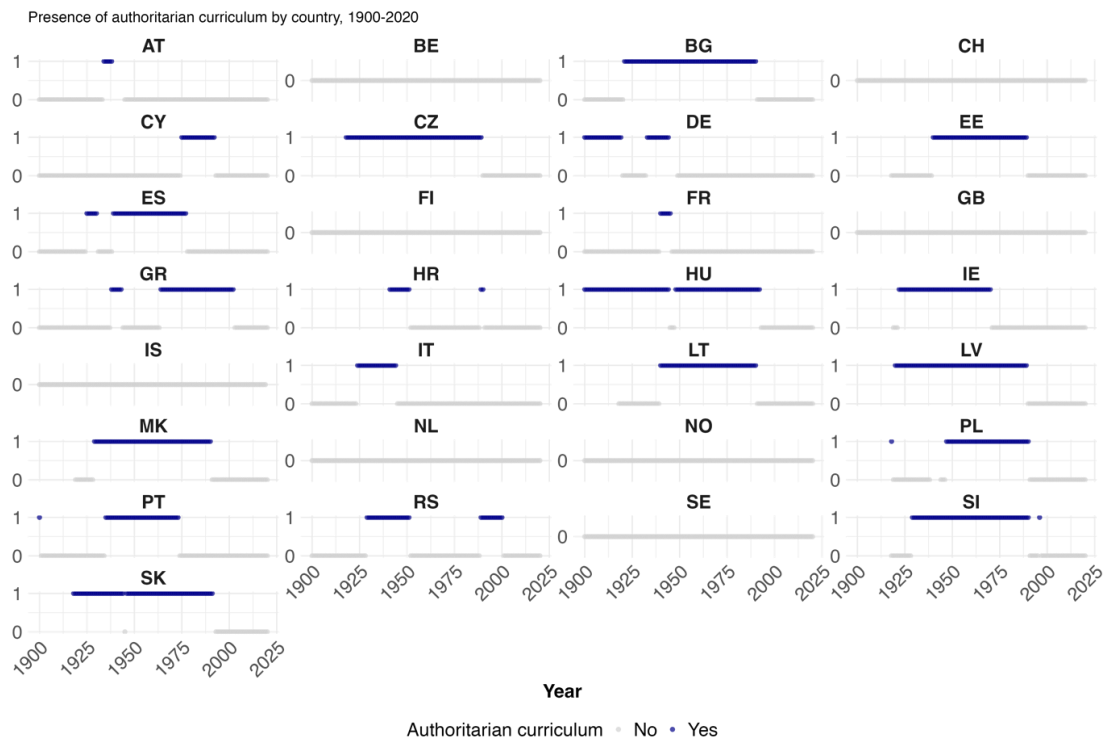 Presence of authoritarian curriculum by country, 1900-2020
AT BE BG CH
1 0 0 1 0 0
CY CZ DE EE
1 0 1 0 1 0 1 0
ES FI FR GB
1 0 0 1 0 0
GR HR HU IE
1 0 1 0 1 0 1 0
IS IT LT LV
0 1 0 1 0 1 0
MK NL NO PL
1 0 0 0 1 0
PT RS SE SI
1 0 1 0 0 1 0
1900 1925 1950 1975 2000 2025 1900 1925 1950 1975 2000 2025 1900 1925 1950 1975 2000 2025
SK
1 0
1900 1925 1950 1975 2000 2025
Year
Authoritarian curriculum No Yes